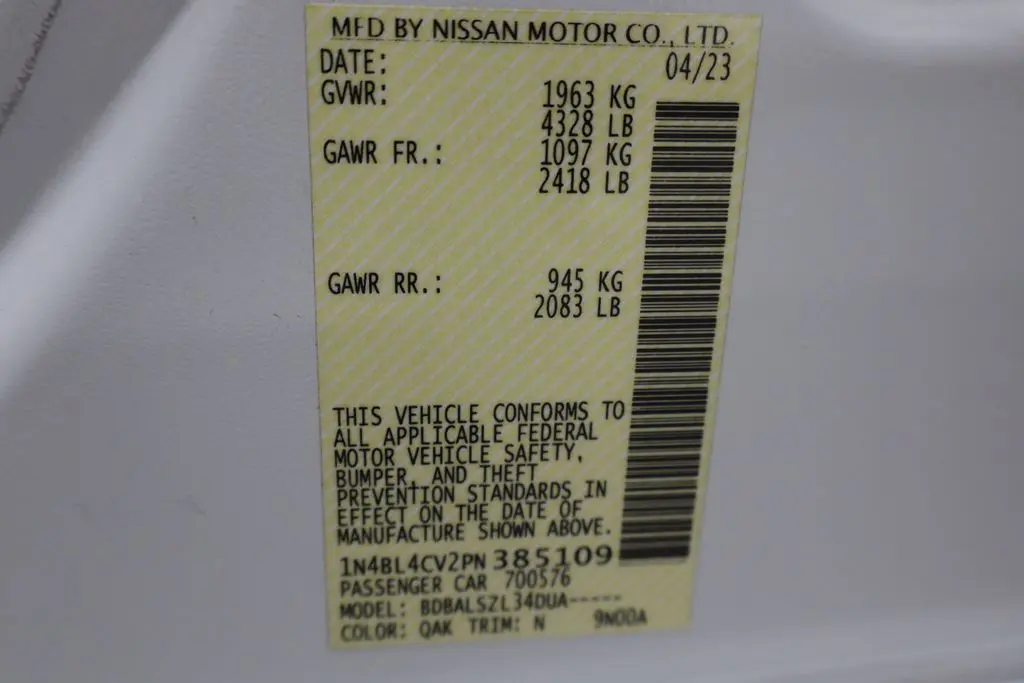 MFD BY NISSAN MOTOR CO., LTD.
DATE: 04/23
GVWR: 1963 KG
4328 LB
GAWR FR.: 1097 KG
2418 LB
GAWR RR.: 945 KG
2083 LB
THIS VEHICLE CONFORMS TO
ALL APPLICABLE FEDERAL
MOTOR VEHICLE SAFETY,
BUMPER, AND THEFT
PREVENTION STANDARDS IN
EFFECT ON THE DATE OF
MANUFACTURE SHOWN ABOVE.
1N4BL4CV2PN385109
PASSENGER CAR 700576
MODEL: BDBALSZL34DUA-----
COLOR: QAK TRIM: N 9NODA